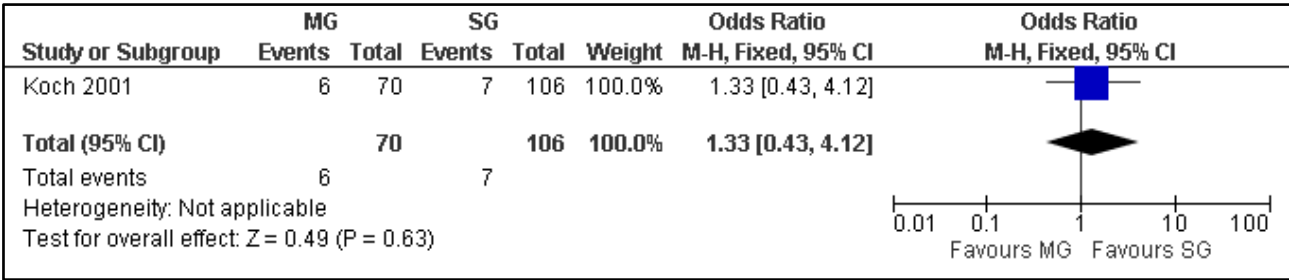 MG SG Odds Ratio Odds Ratio
Study or Subgroup Events Total Events Total Weight M-H, Fixed, 95% CI M-H, Fixed, 95% CI
Koch 2001 6 70 7 106 100.0% 1.33 [0.43, 4.12]
Total (95% CI) 70 106 100.0% 1.33 [0.43, 4.12]
Total events 6 7
Heterogeneity: Not applicable
Test for overall effect: Z = 0.49 (P = 0.63)
0.01 0.1 1 10 100
Favours MG Favours SG